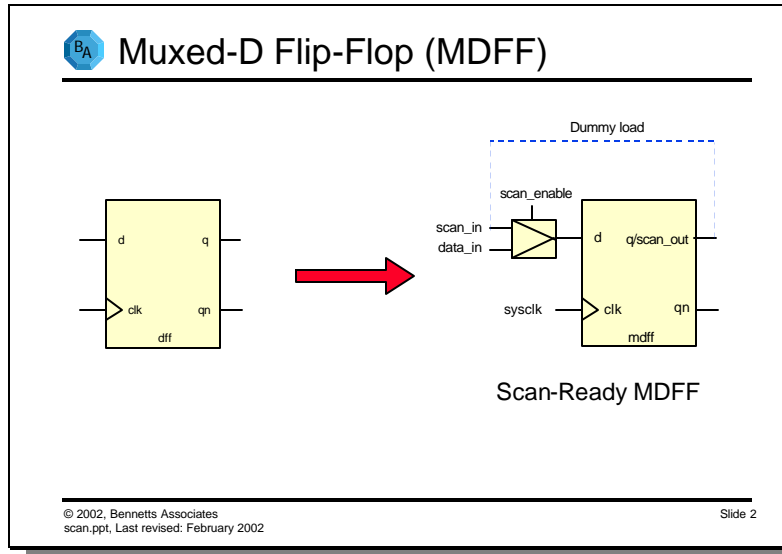 BA
Muxed-D Flip-Flop (MDFF)
d
q
clk
qn
dff
Dummy load
scan_enable
scan_in
data_in
d
q/scan_out
sysclk
clk
qn
mdff
Scan-Ready MDFF
© 2002, Bennetts Associates
scan.ppt, Last revised: February 2002
Slide 2